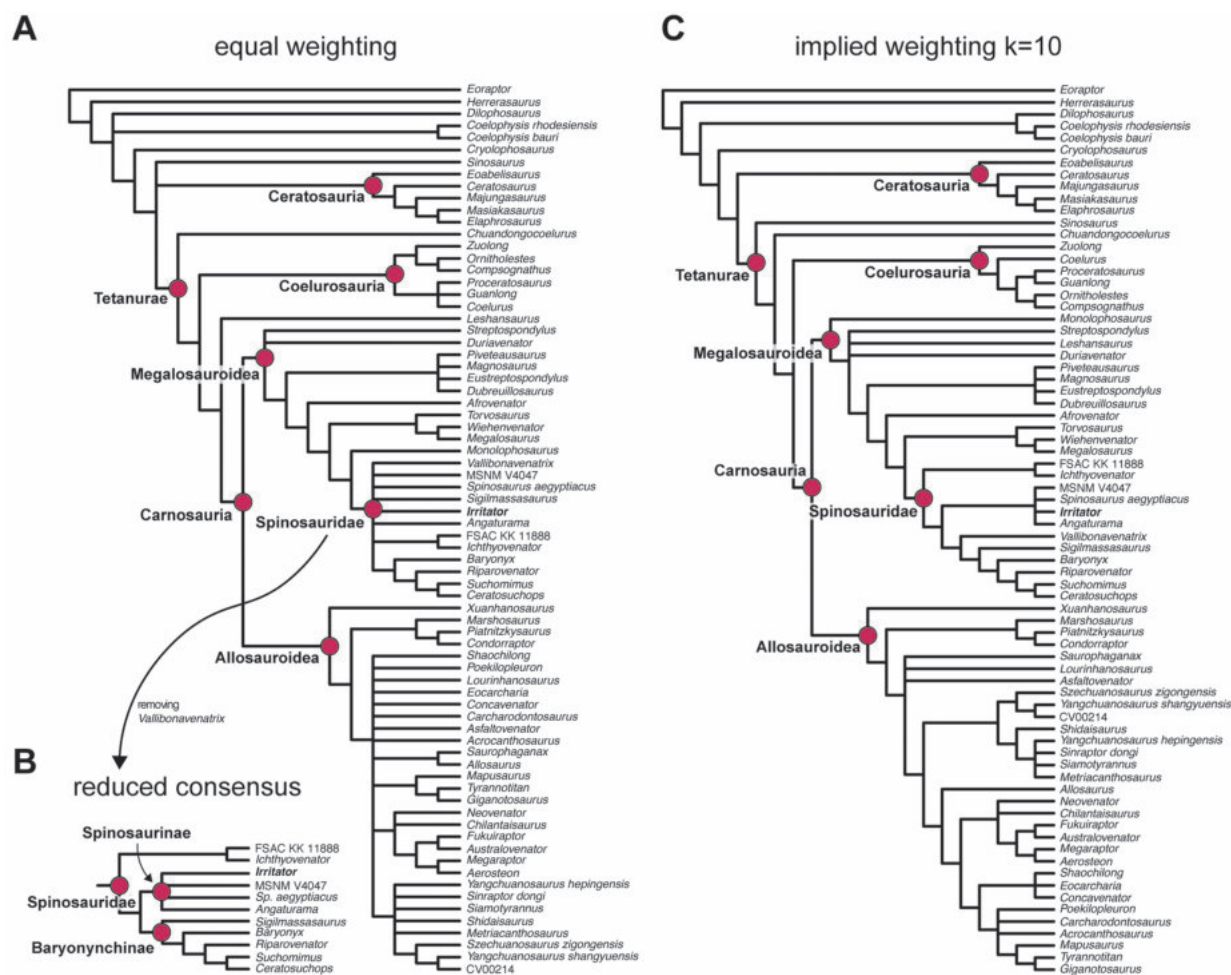 A
equal weighting
Eoraptor
Herrerasaurus
Dilophosaurus
Coelophysis rhodesiensis
Coelophysis bauri
Cryolophosaurus
Sinosaurus
Eoabelisaurus
Ceratosauria
Ceratosaurus
Majungasaurus
Masiakasaurus
Elaphrosaurus
Chuandongocoelurus
Zuolong
Ornitholestes
Compsognathus
Coelurosauria
Proceratosaurus
Guanlong
Coelurus
Tetanurae
Leshansaurus
Streptospondylus
Duriavenator
Megalosauroidea
Piveteausaurus
Magnosaurus
Eustreptospondylus
Dubreuillosaurus
Afrovenator
Torvosaurus
Wiehenvenator
Megalosaurus
Monolophosaurus
Vallibonavenatrix
MSNM V4047
Spinosaurus aegyptiacus
Sigilmassasaurus
Carnosauria
Spinosauridae
Irritator
Angaturama
FSAC KK 11888
Ichthyovenator
Baryonyx
Riparovenator
Suchomimus
Ceratosuchops
Xuanhanosaurus
Marshosaurus
Piatnitzkysaurus
Condorraptor
Allosauroidea
Shaochilong
Poekilopleuron
Lourinhanosaurus
Eocarcharia
Concavenator
Carcharodontosaurus
Asfaltovenator
Acrocanthosaurus
Saurophaganax
Allosaurus
Mapusaurus
Tyrannotitan
Giganotosaurus
Neovenator
Chilantaisaurus
Fukuiraptor
Australovenator
Megaraptor
Aerosteon
Yangchuanosaurus hepingensis
Sinraptor dongi
Siamotyrannus
Shidaisaurus
Metriacanthosaurus
Szechuanosaurus zigongensis
Yangchuanosaurus shangyuensis
CV00214
removing
Vallibonavenatrix
B
reduced consensus
Spinosaurinae
FSAC KK 11888
Ichthyovenator
Irritator
MSNM V4047
Sp. aegyptiacus
Angaturama
Spinosauridae
Sigilmassasaurus
Baryonyx
Baryonynchinae
Riparovenator
Suchomimus
Ceratosuchops
C
implied weighting k=10
Eoraptor
Herrerasaurus
Dilophosaurus
Coelophysis rhodesiensis
Coelophysis bauri
Cryolophosaurus
Eoabelisaurus
Ceratosauria
Ceratosaurus
Majungasaurus
Masiakasaurus
Elaphrosaurus
Sinosaurus
Chuandongocoelurus
Zuolong
Tetanurae
Coelurosauria
Coelurus
Proceratosaurus
Guanlong
Ornitholestes
Compsognathus
Monolophosaurus
Streptospondylus
Megalosauroidea
Leshansaurus
Duriavenator
Piveteausaurus
Magnosaurus
Eustreptospondylus
Dubreuillosaurus
Afrovenator
Torvosaurus
Wiehenvenator
Megalosaurus
Carnosauria
FSAC KK 11888
Ichthyovenator
MSNM V4047
Spinosaurus aegyptiacus
Spinosauridae
Irritator
Angaturama
Vallibonavenatrix
Sigilmassasaurus
Baryonyx
Riparovenator
Suchomimus
Ceratosuchops
Xuanhanosaurus
Marshosaurus
Piatnitzkysaurus
Condorraptor
Allosauroidea
Saurophaganax
Lourinhanosaurus
Asfaltovenator
Szechuanosaurus zigongensis
Yangchuanosaurus shangyuensis
CV00214
Shidaisaurus
Yangchuanosaurus hepingensis
Sinraptor dongi
Siamotyrannus
Metriacanthosaurus
Allosaurus
Neovenator
Chilantaisaurus
Fukuiraptor
Australovenator
Megaraptor
Aerosteon
Shaochilong
Eocarcharia
Concavenator
Poekilopleuron
Carcharodontosaurus
Acrocanthosaurus
Mapusaurus
Tyrannotitan
Giganotosaurus